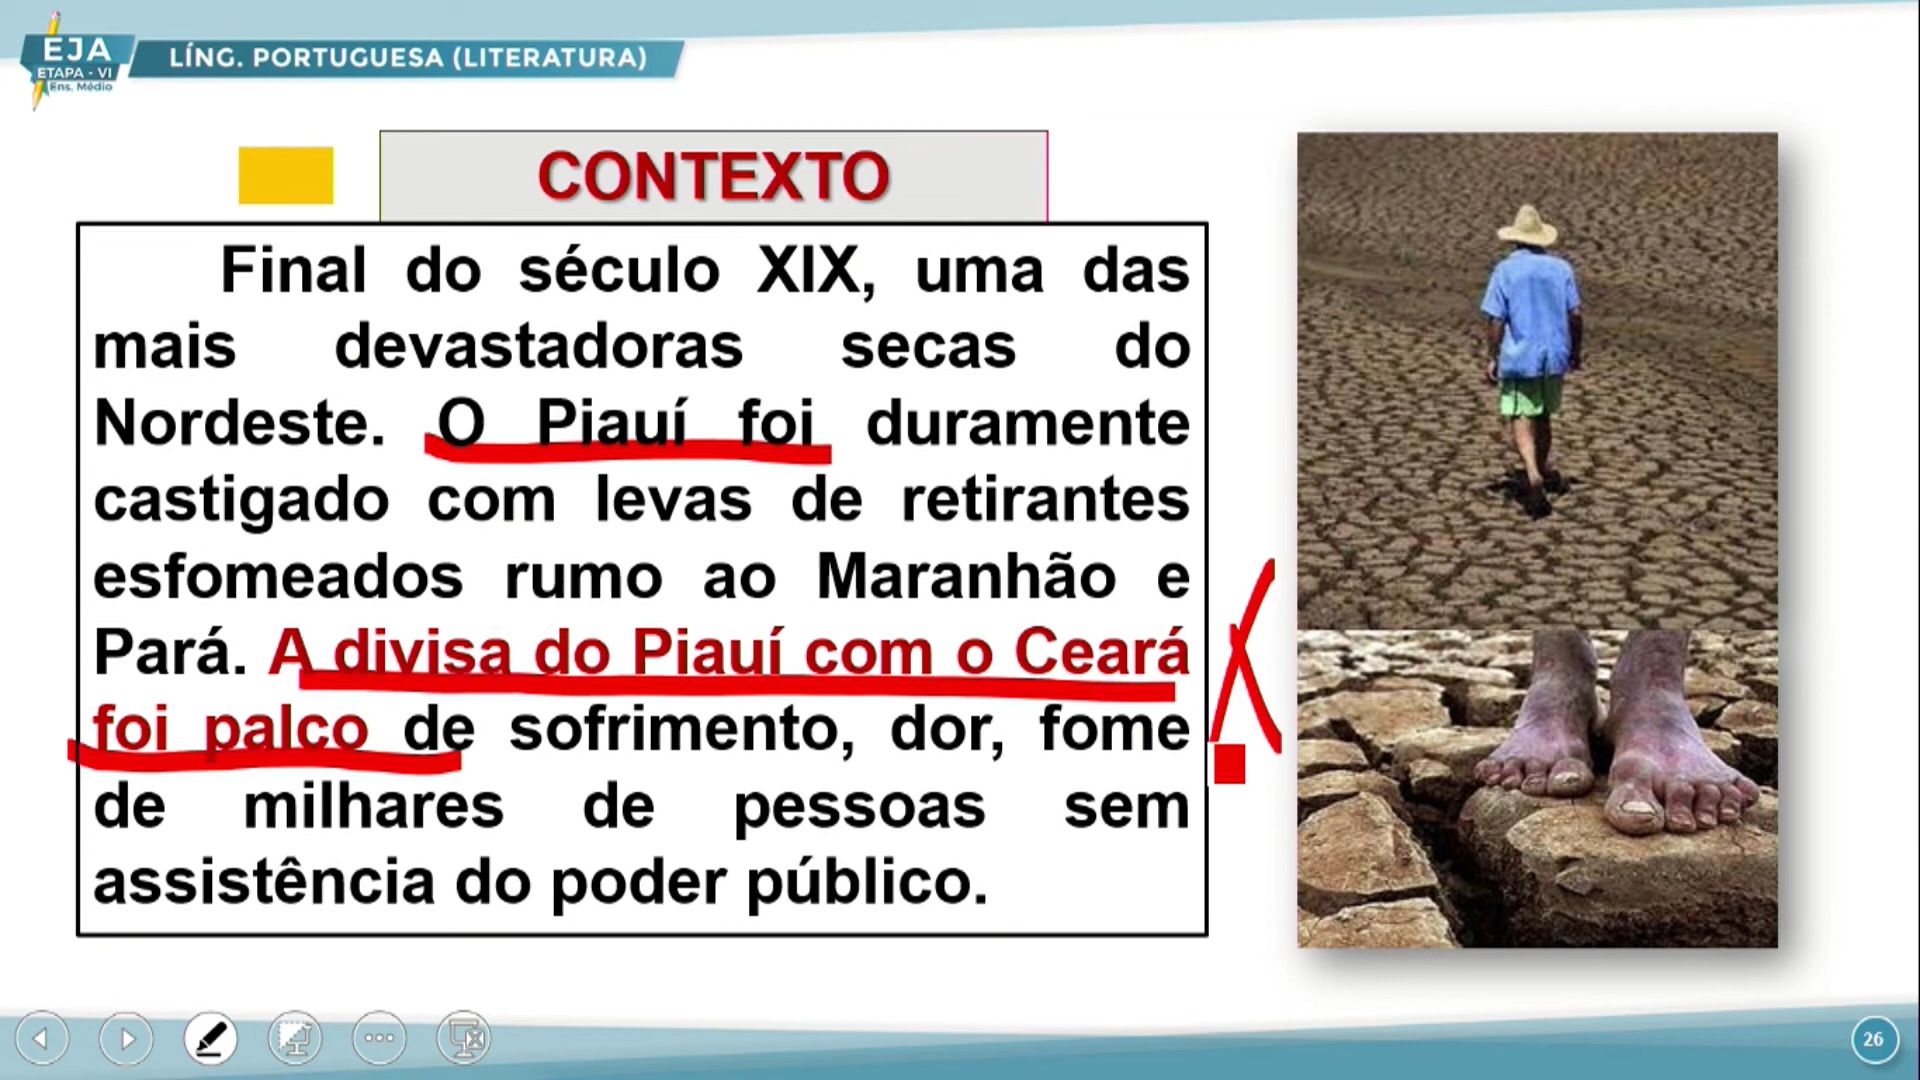 EJA
ETAPA - VI
Ens. Médio
LÍNG. PORTUGUESA (LITERATURA)
CONTEXTO
Final do século XIX, uma das
mais devastadoras secas do
Nordeste. O Piauí foi duramente
castigado com levas de retirantes
esfomeados rumo ao Maranhão e
Pará. A divisa do Piauí com o Ceará
foi palco de sofrimento, dor, fome
de milhares de pessoas sem
assistência do poder público.
26